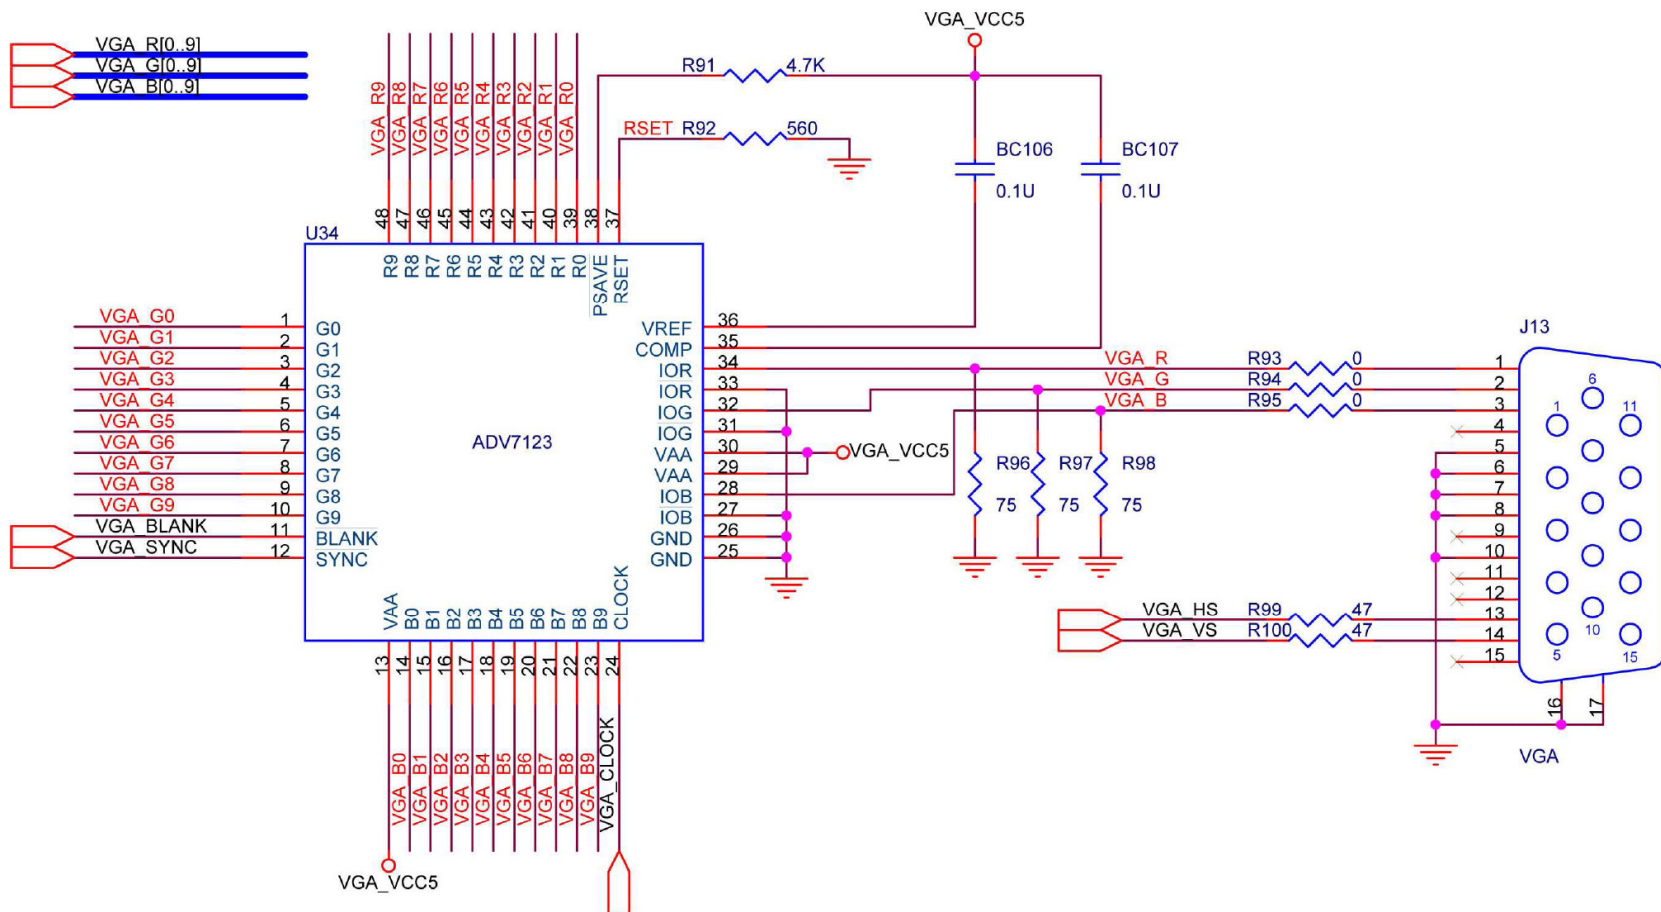 VGA_VCC5
VGA_R[0..9]
VGA_G[0..9]
VGA_B[0..9]
VGA_R9
VGA_R8
VGA_R7
VGA_R6
VGA_R5
VGA_R4
VGA_R3
VGA_R2
VGA_R1
VGA_R0
R91 4.7K
RSET R92 560
BC106
0.1U
BC107
0.1U
48 47 46 45 44 43 42 41 40 39 38 37
U34
R9 R8 R7 R6 R5 R4 R3 R2 R1 R0 PSAVE RSET
VGA_G0 1 G0
VGA_G1 2 G1
VGA_G2 3 G2
VGA_G3 4 G3
VGA_G4 5 G4
VGA_G5 6 G5
VGA_G6 7 G6
VGA_G7 8 G7
VGA_G8 9 G8
VGA_G9 10 G9
VGA_BLANK 11 BLANK
VGA_SYNC 12 SYNC
ADV7123
VREF 36
COMP 35
IOR 34
IOR 33
IOG 32
IOG 31
VAA 30
VAA 29
IOB 28
IOB 27
GND 26
GND 25
VGA_VCC5
VGA_R R93 0
VGA_G R94 0
VGA_B R95 0
R96
75
R97
75
R98
75
VGA_HS R99 47
VGA_VS R100 47
J13
1
2
3
4
5
6
7
8
9
10
11
12
13
14
15
6
1 11
10
5 15
16 17
VGA
VAA B0 B1 B2 B3 B4 B5 B6 B7 B8 B9 CLOCK
13 14 15 16 17 18 19 20 21 22 23 24
VGA_B0
VGA_B1
VGA_B2
VGA_B3
VGA_B4
VGA_B5
VGA_B6
VGA_B7
VGA_B8
VGA_B9
VGA_CLOCK
VGA_VCC5